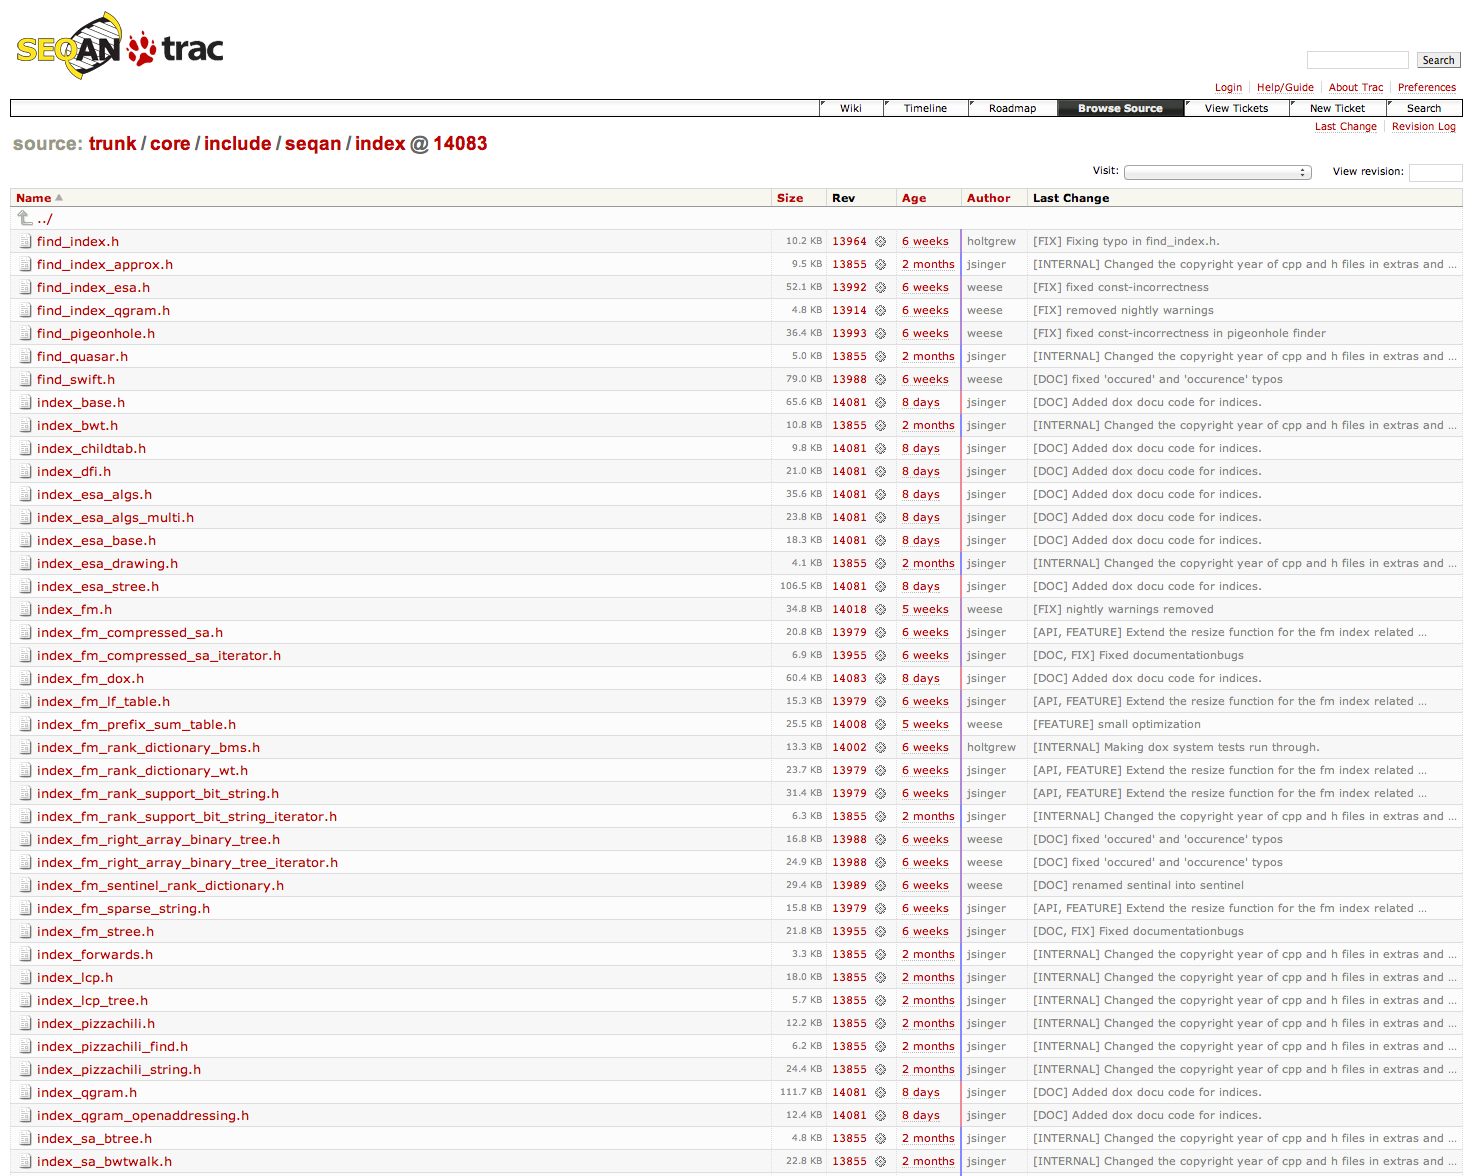 SEQAN trac
Search
Login Help/Guide About Trac Preferences
Wiki Timeline Roadmap Browse Source View Tickets New Ticket Search
Last Change Revision Log
source: trunk / core / include / seqan / index @ 14083
Visit: View revision:
Name Size Rev Age Author Last Change
../
find_index.h 10.2 KB 13964 6 weeks holtgrew [FIX] Fixing typo in find_index.h.
find_index_approx.h 9.5 KB 13855 2 months jsinger [INTERNAL] Changed the copyright year of cpp and h files in extras and ...
find_index_esa.h 52.1 KB 13992 6 weeks weese [FIX] fixed const-incorrectness
find_index_qgram.h 4.8 KB 13914 6 weeks weese [FIX] removed nightly warnings
find_pigeonhole.h 36.4 KB 13993 6 weeks weese [FIX] fixed const-incorrectness in pigeonhole finder
find_quasar.h 5.0 KB 13855 2 months jsinger [INTERNAL] Changed the copyright year of cpp and h files in extras and ...
find_swift.h 79.0 KB 13988 6 weeks weese [DOC] fixed 'occured' and 'occurence' typos
index_base.h 65.6 KB 14081 8 days jsinger [DOC] Added dox docu code for indices.
index_bwt.h 10.8 KB 13855 2 months jsinger [INTERNAL] Changed the copyright year of cpp and h files in extras and ...
index_childtab.h 9.8 KB 14081 8 days jsinger [DOC] Added dox docu code for indices.
index_dfi.h 21.0 KB 14081 8 days jsinger [DOC] Added dox docu code for indices.
index_esa_algs.h 35.6 KB 14081 8 days jsinger [DOC] Added dox docu code for indices.
index_esa_algs_multi.h 23.8 KB 14081 8 days jsinger [DOC] Added dox docu code for indices.
index_esa_base.h 18.3 KB 14081 8 days jsinger [DOC] Added dox docu code for indices.
index_esa_drawing.h 4.1 KB 13855 2 months jsinger [INTERNAL] Changed the copyright year of cpp and h files in extras and ...
index_esa_stree.h 106.5 KB 14081 8 days jsinger [DOC] Added dox docu code for indices.
index_fm.h 34.8 KB 14018 5 weeks weese [FIX] nightly warnings removed
index_fm_compressed_sa.h 20.8 KB 13979 6 weeks jsinger [API, FEATURE] Extend the resize function for the fm index related ...
index_fm_compressed_sa_iterator.h 6.9 KB 13955 6 weeks jsinger [DOC, FIX] Fixed documentationbugs
index_fm_dox.h 60.4 KB 14083 8 days jsinger [DOC] Added dox docu code for indices.
index_fm_lf_table.h 15.3 KB 13979 6 weeks jsinger [API, FEATURE] Extend the resize function for the fm index related ...
index_fm_prefix_sum_table.h 25.5 KB 14008 5 weeks weese [FEATURE] small optimization
index_fm_rank_dictionary_bms.h 13.3 KB 14002 6 weeks holtgrew [INTERNAL] Making dox system tests run through.
index_fm_rank_dictionary_wt.h 23.7 KB 13979 6 weeks jsinger [API, FEATURE] Extend the resize function for the fm index related ...
index_fm_rank_support_bit_string.h 31.4 KB 13979 6 weeks jsinger [API, FEATURE] Extend the resize function for the fm index related ...
index_fm_rank_support_bit_string_iterator.h 6.3 KB 13855 2 months jsinger [INTERNAL] Changed the copyright year of cpp and h files in extras and ...
index_fm_right_array_binary_tree.h 16.8 KB 13988 6 weeks weese [DOC] fixed 'occured' and 'occurence' typos
index_fm_right_array_binary_tree_iterator.h 24.9 KB 13988 6 weeks weese [DOC] fixed 'occured' and 'occurence' typos
index_fm_sentinel_rank_dictionary.h 29.4 KB 13989 6 weeks weese [DOC] renamed sentinal into sentinel
index_fm_sparse_string.h 15.8 KB 13979 6 weeks jsinger [API, FEATURE] Extend the resize function for the fm index related ...
index_fm_stree.h 21.8 KB 13955 6 weeks jsinger [DOC, FIX] Fixed documentationbugs
index_forwards.h 3.3 KB 13855 2 months jsinger [INTERNAL] Changed the copyright year of cpp and h files in extras and ...
index_lcp.h 18.0 KB 13855 2 months jsinger [INTERNAL] Changed the copyright year of cpp and h files in extras and ...
index_lcp_tree.h 5.7 KB 13855 2 months jsinger [INTERNAL] Changed the copyright year of cpp and h files in extras and ...
index_pizzachili.h 12.2 KB 13855 2 months jsinger [INTERNAL] Changed the copyright year of cpp and h files in extras and ...
index_pizzachili_find.h 6.2 KB 13855 2 months jsinger [INTERNAL] Changed the copyright year of cpp and h files in extras and ...
index_pizzachili_string.h 24.4 KB 13855 2 months jsinger [INTERNAL] Changed the copyright year of cpp and h files in extras and ...
index_qgram.h 111.7 KB 14081 8 days jsinger [DOC] Added dox docu code for indices.
index_qgram_openaddressing.h 12.4 KB 14081 8 days jsinger [DOC] Added dox docu code for indices.
index_sa_btree.h 4.8 KB 13855 2 months jsinger [INTERNAL] Changed the copyright year of cpp and h files in extras and ...
index_sa_bwtwalk.h 22.8 KB 13855 2 months jsinger [INTERNAL] Changed the copyright year of cpp and h files in extras and ...